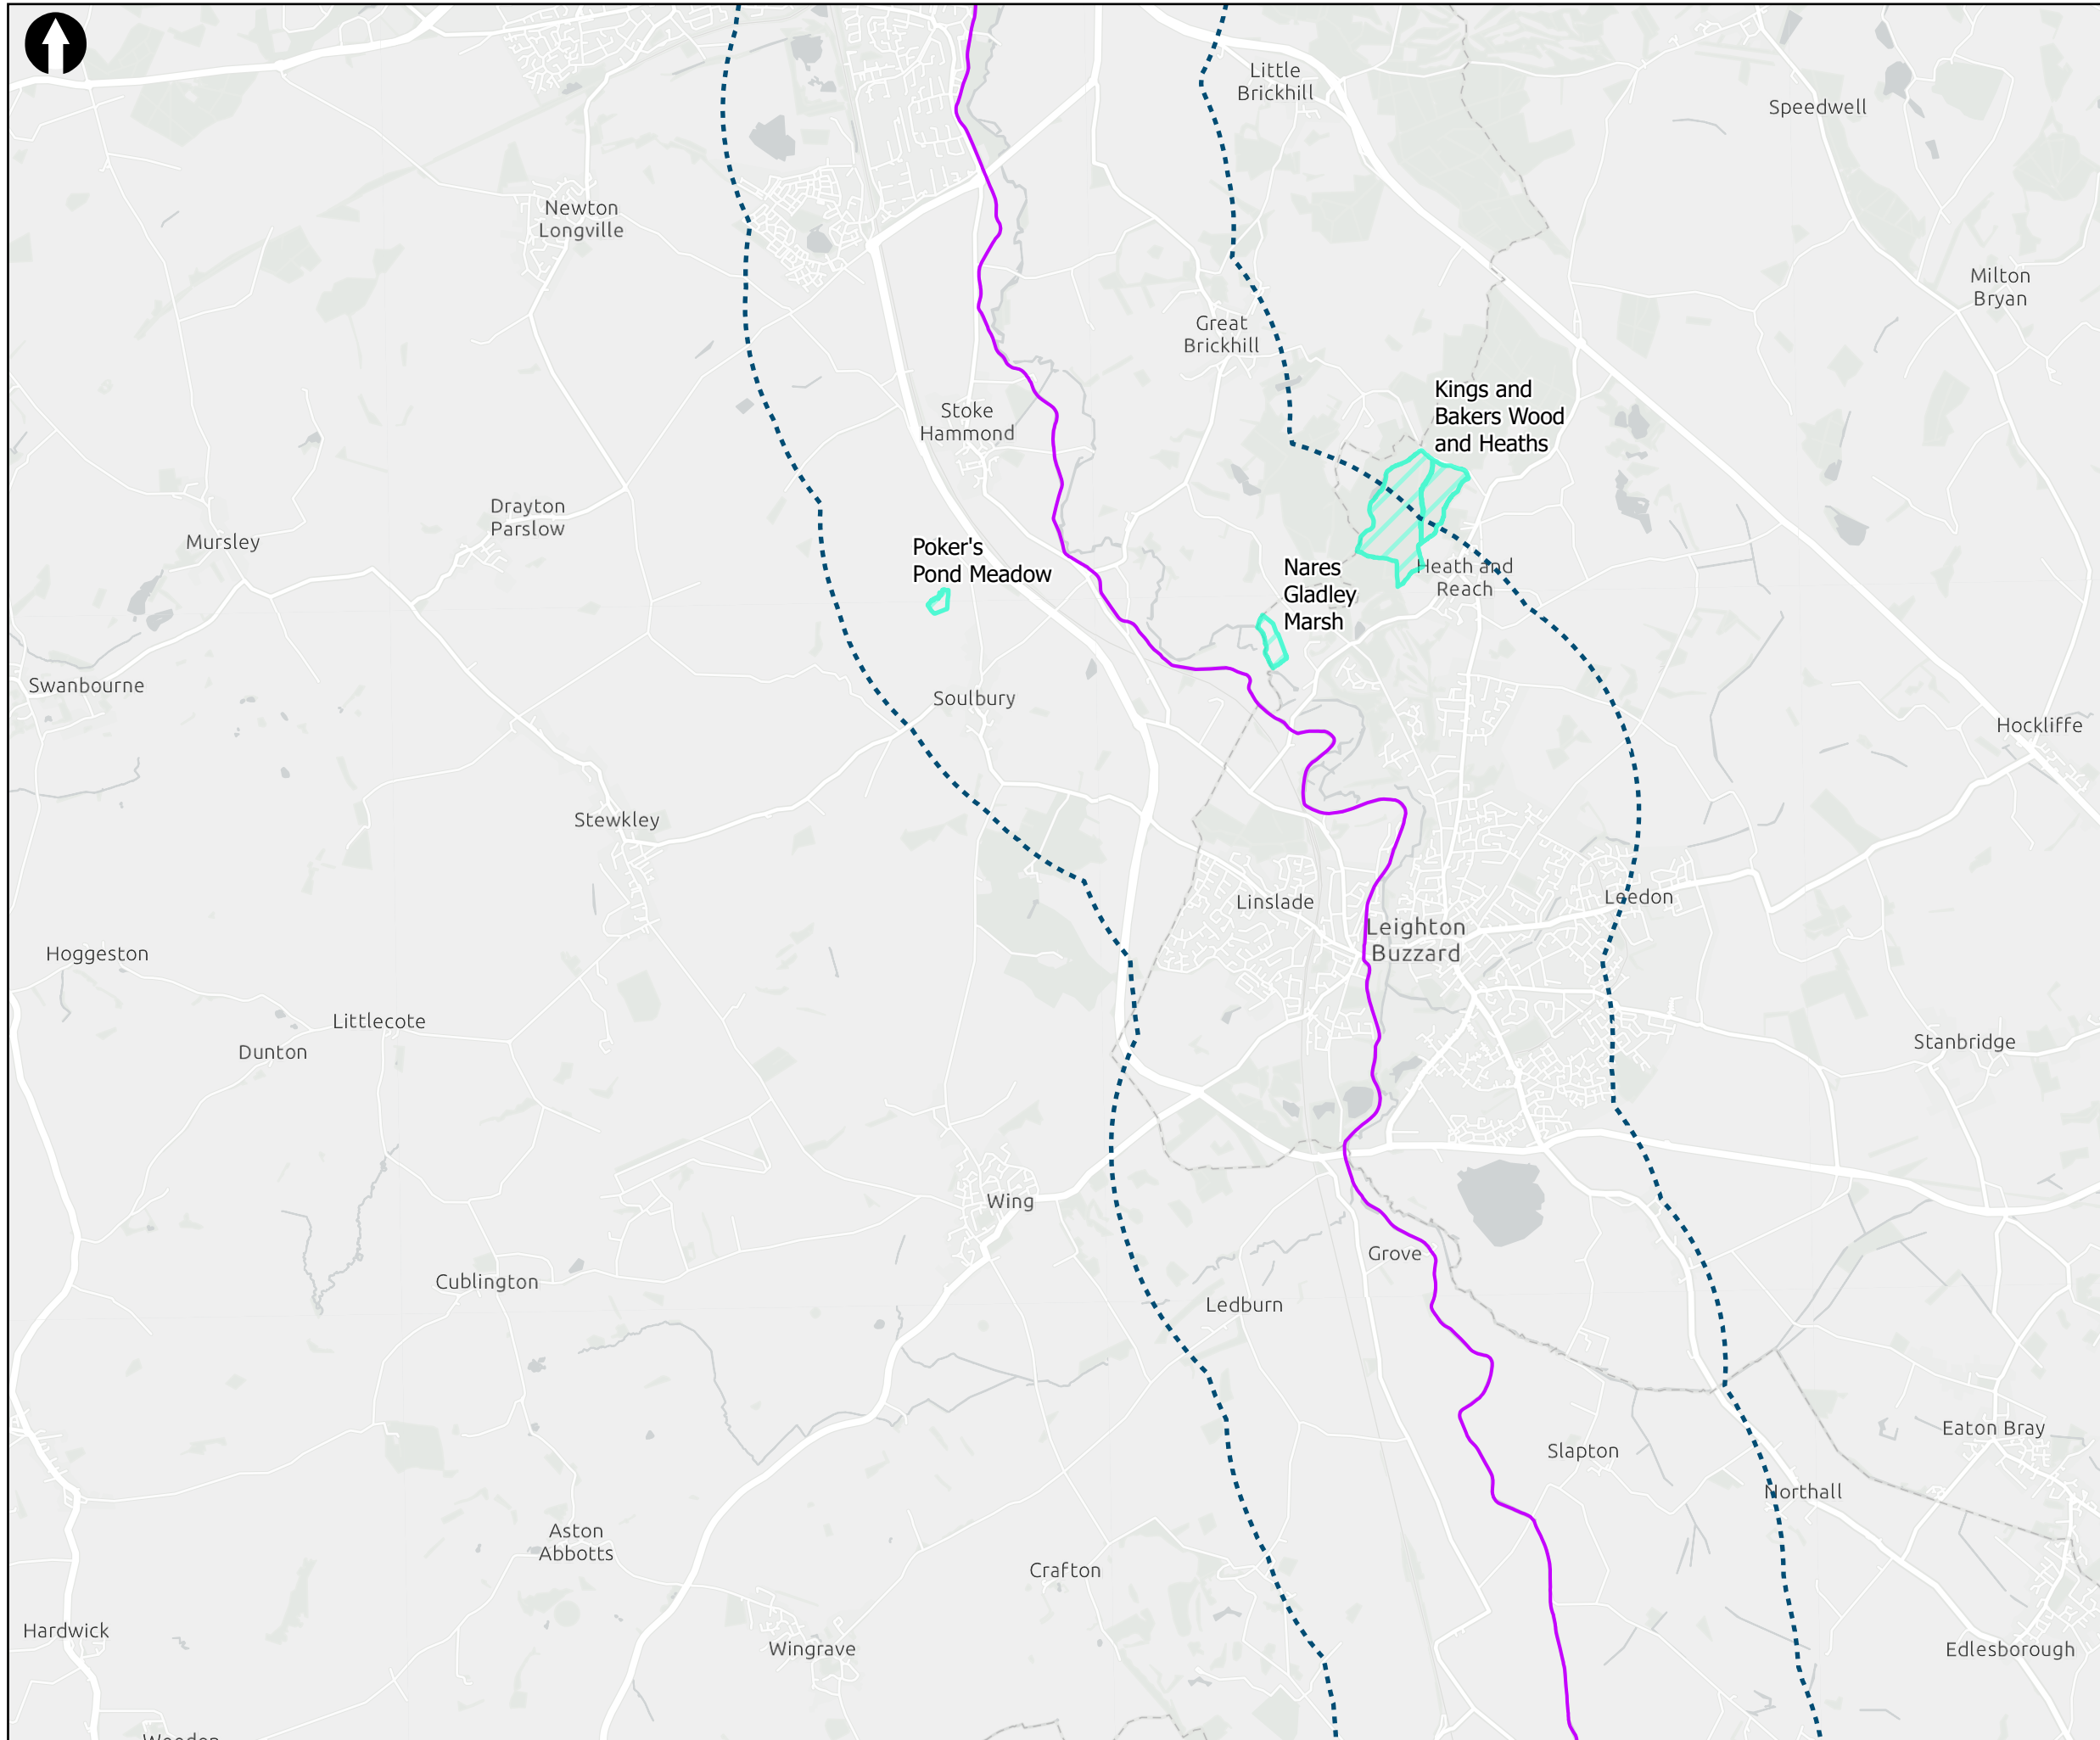 Little
Brickhill
Speedwell
Newton
Longville
Milton
Bryan
Great
Brickhill
Kings and
Bakers Wood
and Heaths
Stoke
Hammond
Drayton
Parslow
Mursley
Poker's
Pond Meadow
Nares
Gladley
Marsh
Heath and
Reach
Swanbourne
Soulbury
Hockliffe
Stewkley
Linslade
Leedon
Leighton
Buzzard
Hoggeston
Littlecote
Dunton
Stanbridge
Wing
Grove
Cublington
Ledburn
Eaton Bray
Slapton
Northall
Aston
Abbotts
Crafton
Hardwick
Wingrave
Edlesborough